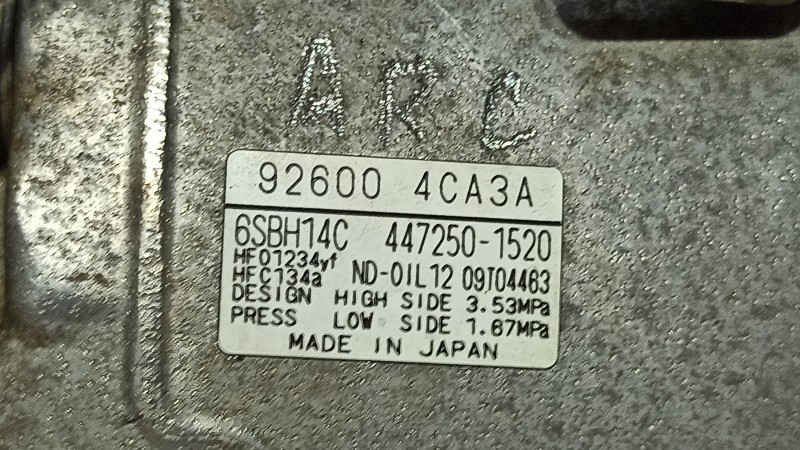 ARC
92600 4CA3A
6SBH14C 447250-1520
HFO1234yf
HFC134a ND-OIL12 09T04463
DESIGN HIGH SIDE 3.53MPa
PRESS LOW SIDE 1.67MPa
MADE IN JAPAN